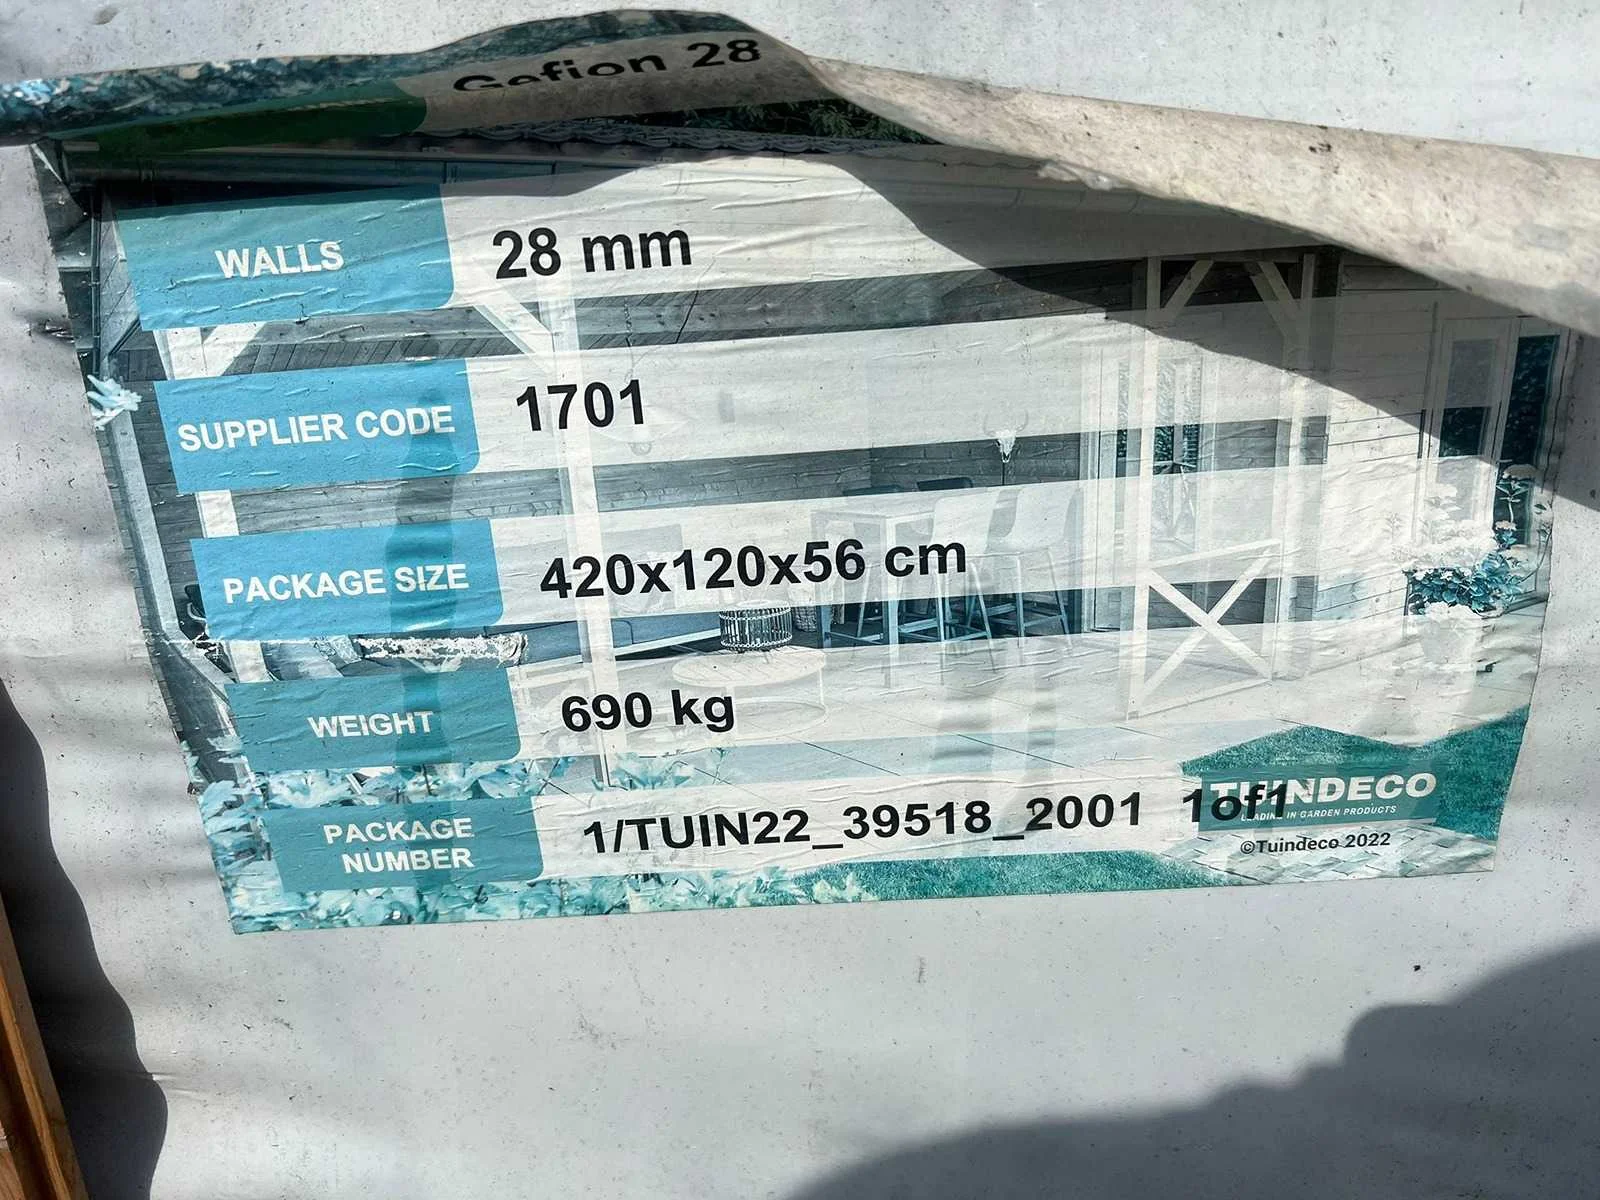 Gefion 28
WALLS 28 mm
SUPPLIER CODE 1701
PACKAGE SIZE 420x120x56 cm
WEIGHT 690 kg
PACKAGE NUMBER 1/TUIN22_39518_2001 1of1
TUINDECO
LEADING IN GARDEN PRODUCTS
©Tuindeco 2022